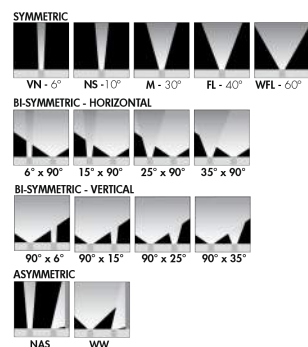 SYMMETRIC
VN - 6° NS - 10° M - 30° FL - 40° WFL - 60°
BI-SYMMETRIC - HORIZONTAL
6° x 90° 15° x 90° 25° x 90° 35° x 90°
BI-SYMMETRIC - VERTICAL
90° x 6° 90° x 15° 90° x 25° 90° x 35°
ASYMMETRIC
NAS WW